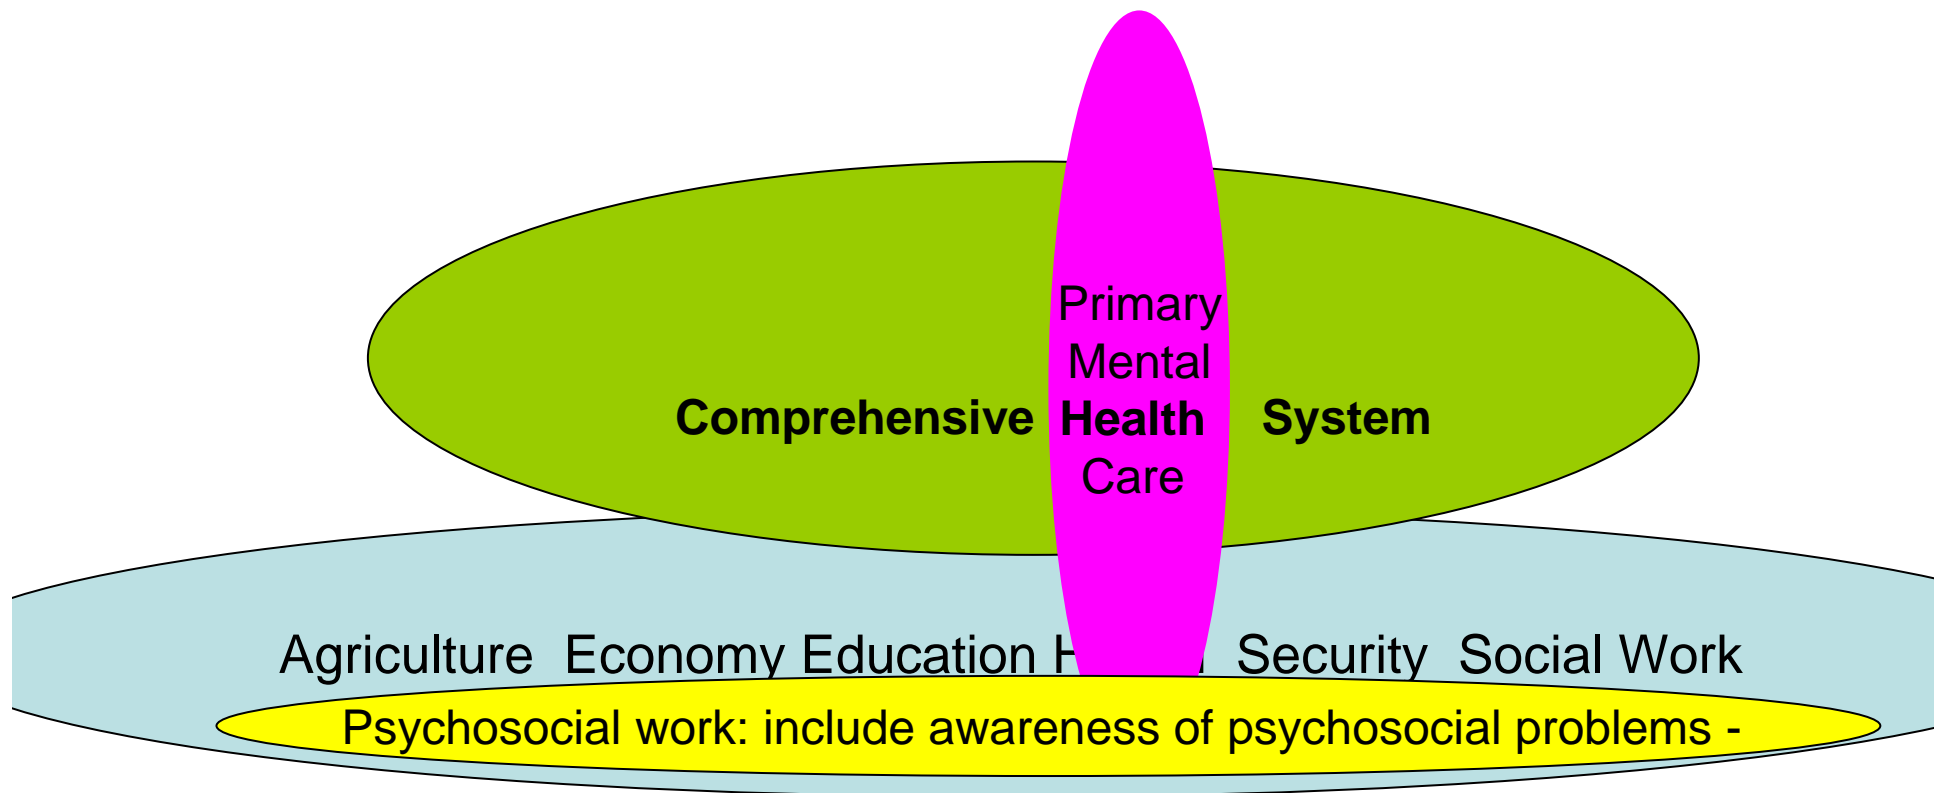 Primary
Mental
Comprehensive Health System
Care
Agriculture Economy Education Security Social Work
Psychosocial work: include awareness of psychosocial problems -